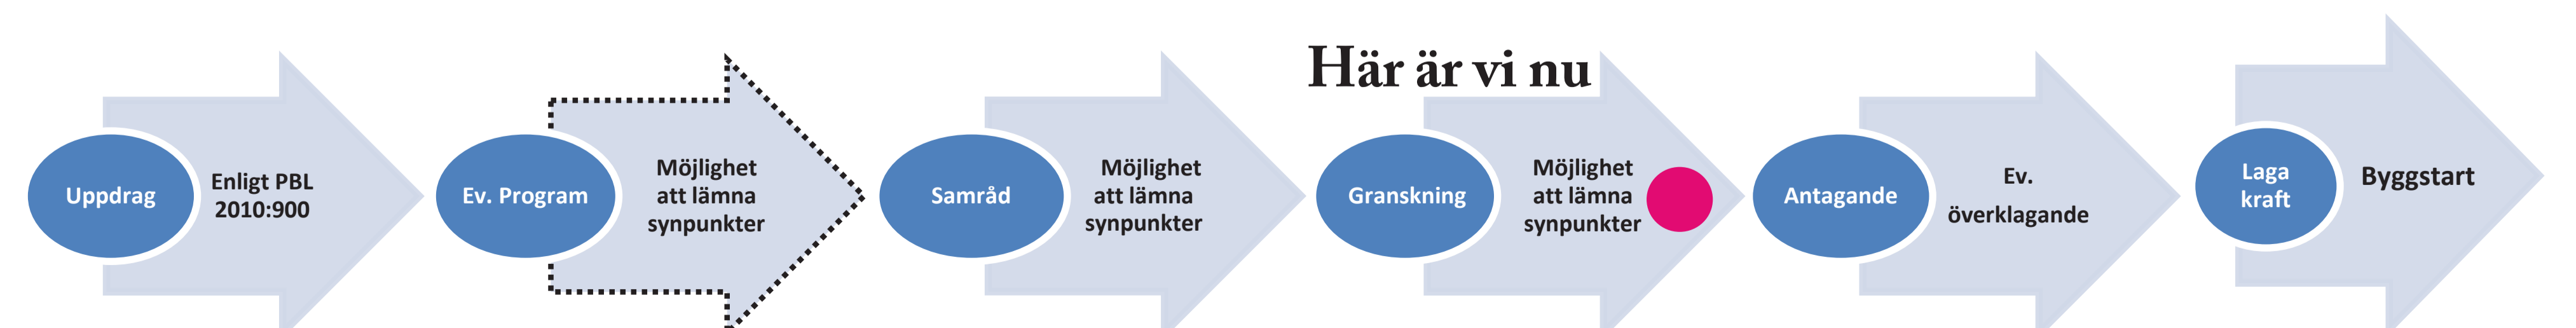 Här är vi nu
Uppdrag
Enligt PBL
2010:900
Ev. Program
Möjlighet
att lämna
synpunkter
Samråd
Möjlighet
att lämna
synpunkter
Granskning
Möjlighet
att lämna
synpunkter
Antagande
Ev.
överklagande
Laga
kraft
Byggstart